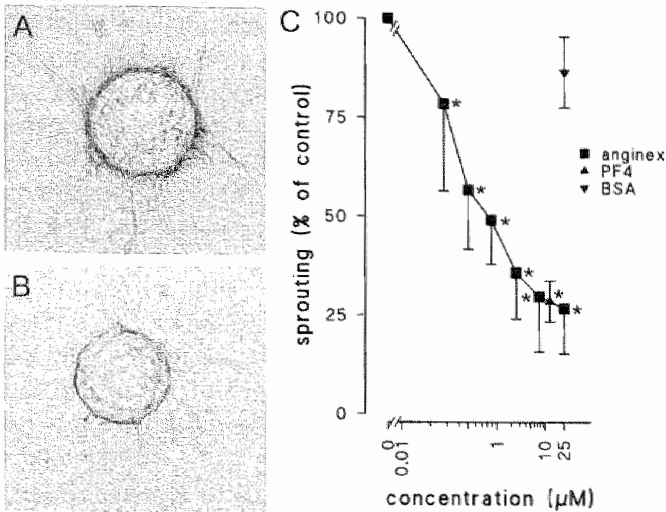 A
B
C
sprouting (% of control)
100
75
50
25
0
*
*
*
*
*
*
*
anginex
PF4
BSA
0
0.01
1
10
25
concentration (µM)